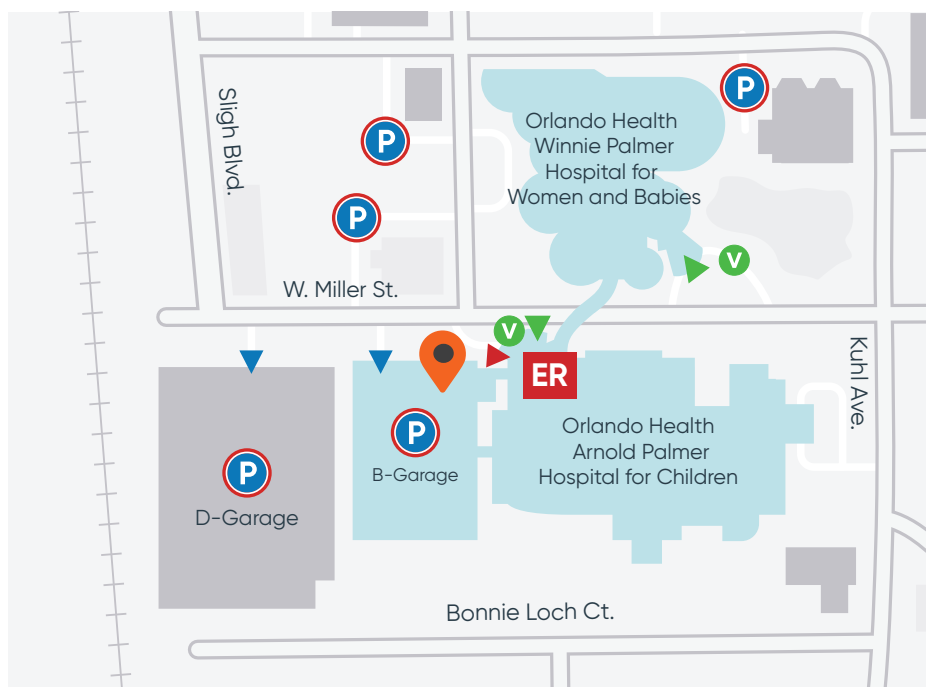 P
Orlando Health
Winnie Palmer
Hospital for
Women and Babies
Sligh Blvd.
P
P
V
W. Miller St.
V
ER
Kuhl Ave.
P
B-Garage
Orlando Health
Arnold Palmer
Hospital for Children
P
D-Garage
Bonnie Loch Ct.